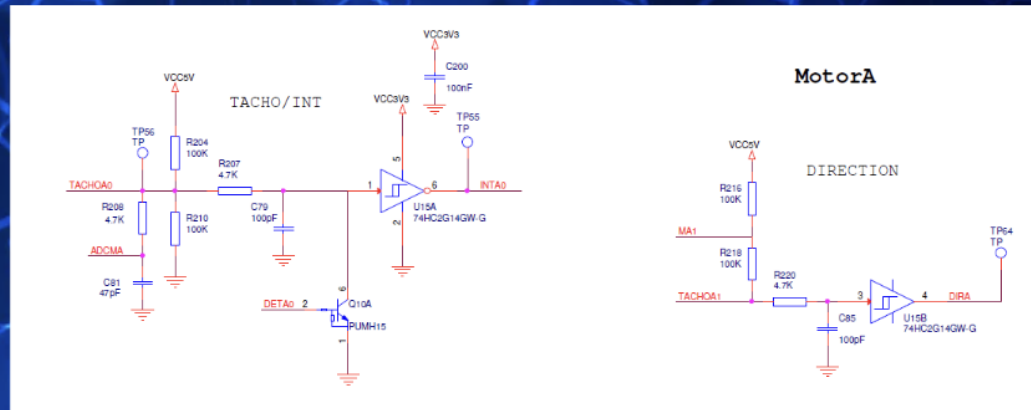 VCC3V3
C200
100nF
MotorA
VCC5V
TACHO/INT
VCC3V3
TP56
TP
R204
100K
TP55
TP
R207
4.7K
5
TACHOA0
1
6
INTA0
R208
4.7K
R210
100K
C79
100pF
U15A
74HC2G14GW-G
2
ADCMA
C81
47pF
6
DETA0
2
Q10A
PUMH15
1
VCC5V
DIRECTION
R216
100K
TP64
TP
MA1
R218
100K
R220
4.7K
TACHOA1
3
4
DIRA
C85
100pF
U15B
74HC2G14GW-G